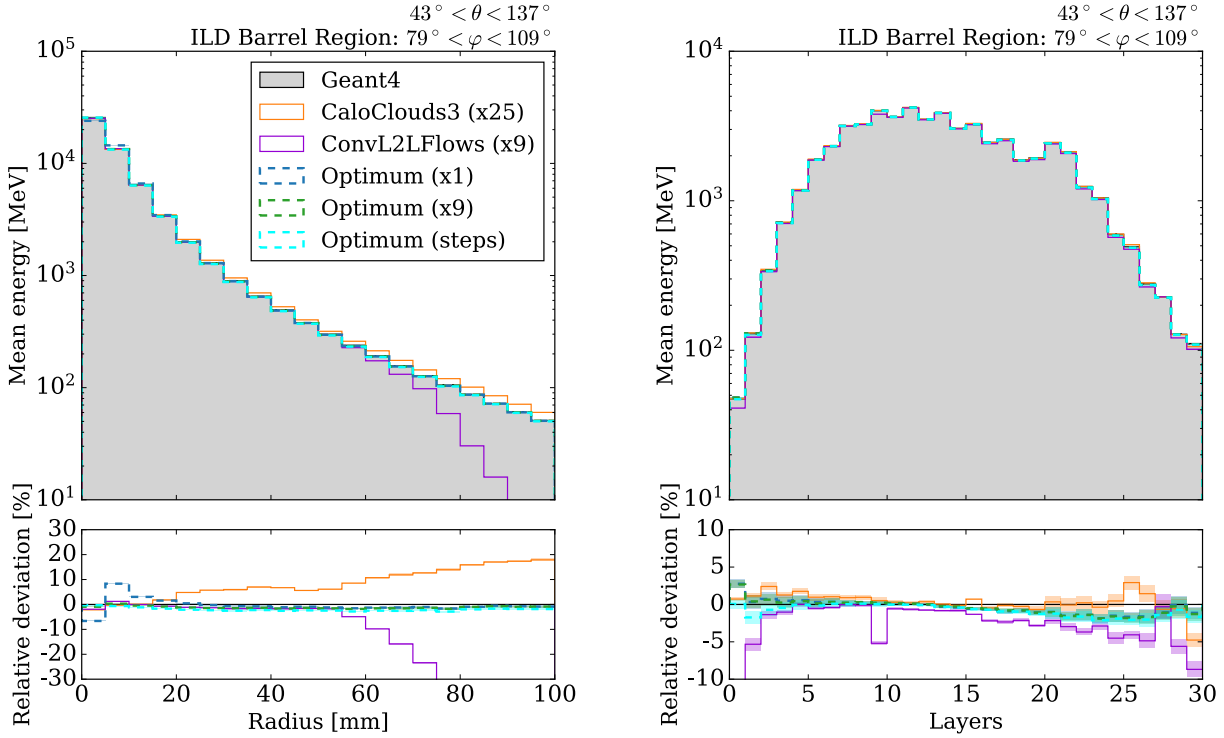 43° < θ < 137°
ILD Barrel Region: 79° < φ < 109°
10^5
10^4
10^3
10^2
10^1
Mean energy [MeV]
Geant4
CaloClouds3 (x25)
ConvL2LFlows (x9)
Optimum (x1)
Optimum (x9)
Optimum (steps)
30
20
10
0
-10
-20
-30
Relative deviation [%]
0 20 40 60 80 100
Radius [mm]
43° < θ < 137°
ILD Barrel Region: 79° < φ < 109°
10^4
10^3
10^2
10^1
Mean energy [MeV]
10
5
0
-5
-10
Relative deviation [%]
0 5 10 15 20 25 30
Layers